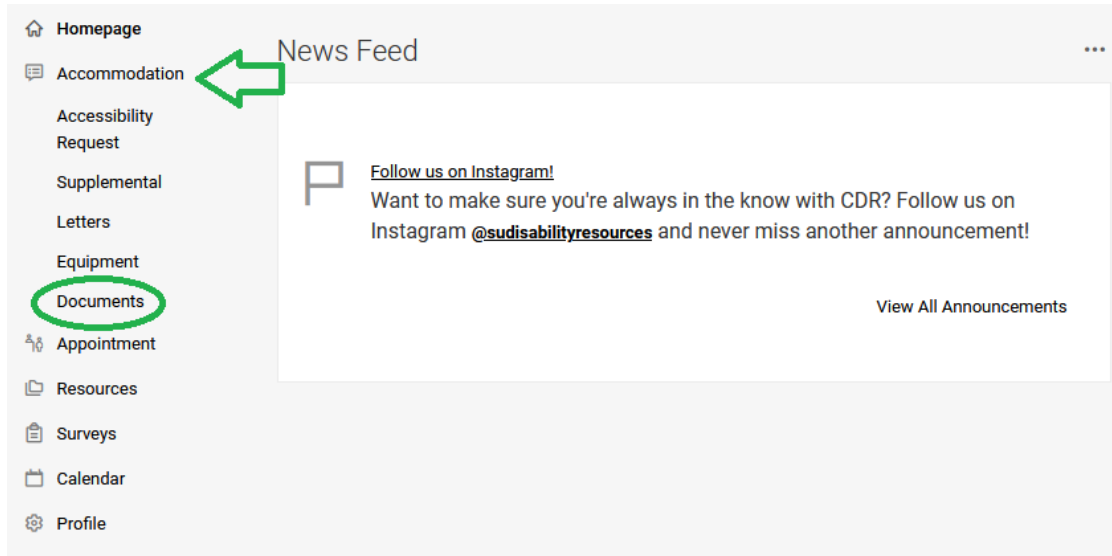 Homepage
Accommodation
Accessibility
Request
Supplemental
Letters
Equipment
Documents
Appointment
Resources
Surveys
Calendar
Profile
News Feed
Follow us on Instagram!
Want to make sure you're always in the know with CDR? Follow us on
Instagram @sudisabilityresources and never miss another announcement!
View All Announcements